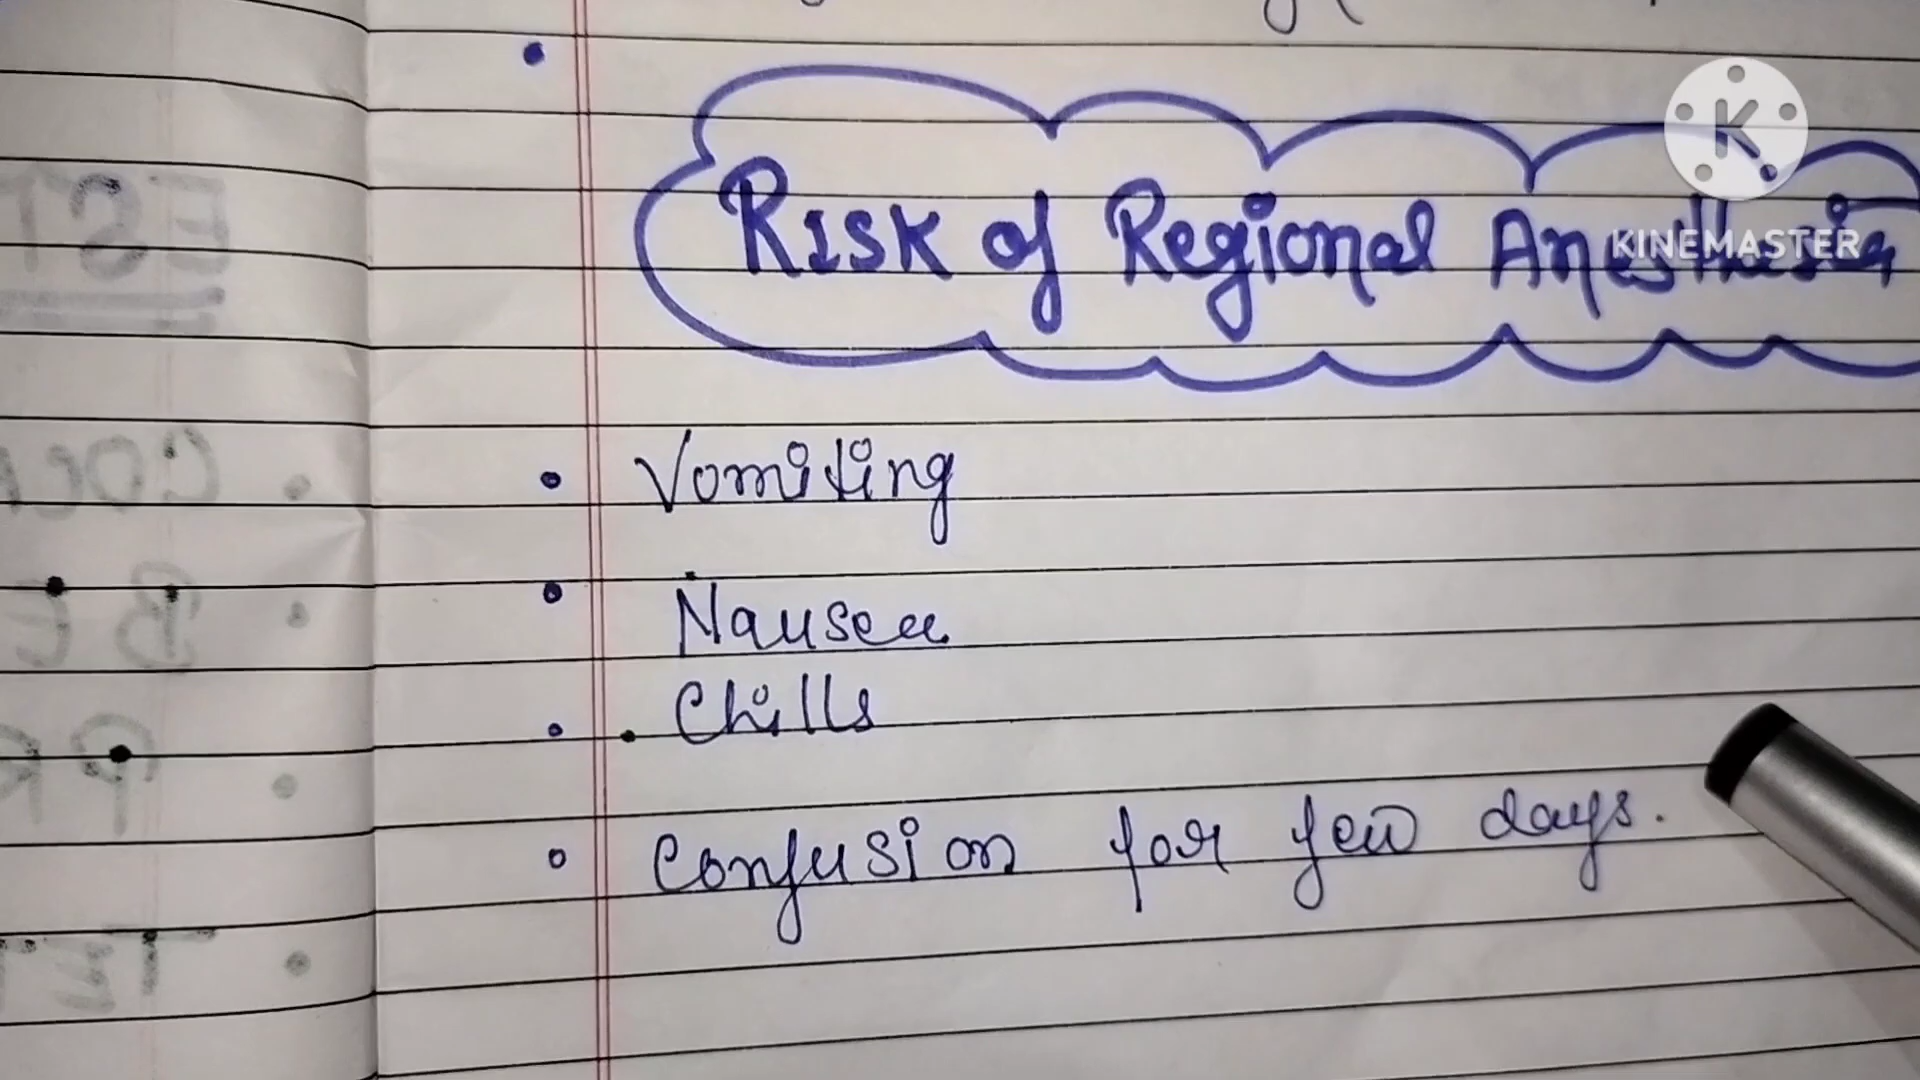 Risk of Regional Anesthesia
KINEMASTER
• Vomiting
• Nausea
• Chills
• Confusion for few days.